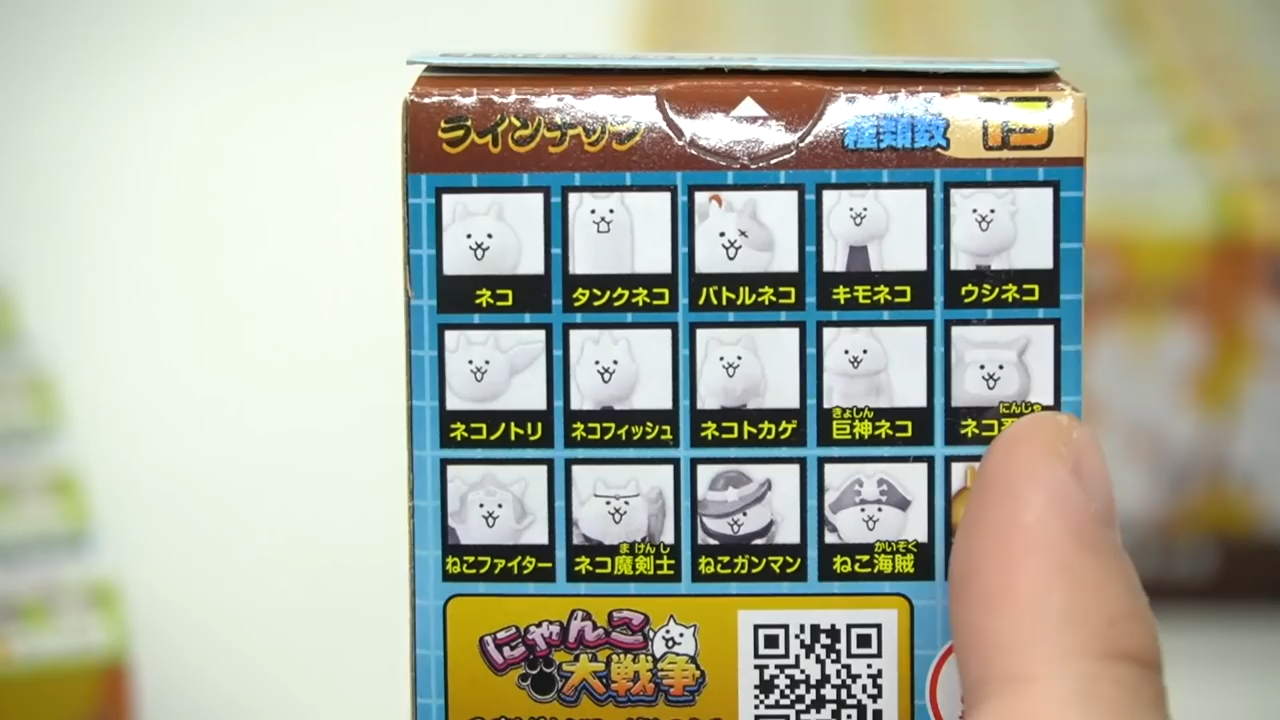 ラインナップ
種類数 15
ネコ
タンクネコ
バトルネコ
キモネコ
ウシネコ
ネコノトリ
ネコフィッシュ
ネコトカゲ
きょしん
巨神ネコ
にんじゃ
ネコ
ねこファイター
まけんし
ネコ魔剣士
ねこガンマン
かいぞく
ねこ海賊
にゃんこ
大戦争